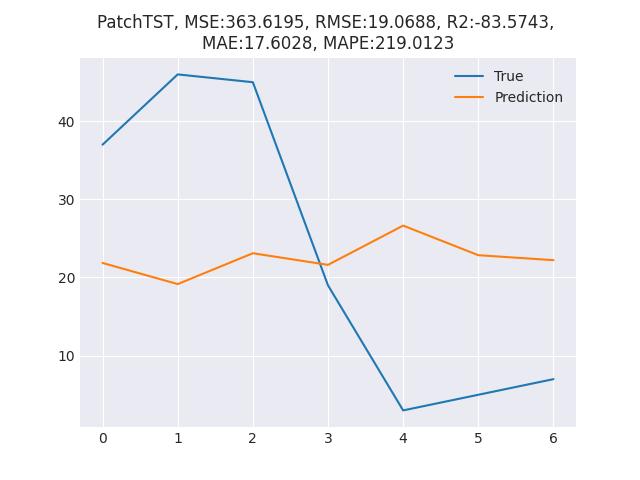 PatchTST, MSE:363.6195, RMSE:19.0688, R2:-83.5743,
MAE:17.6028, MAPE:219.0123
True
Prediction
40
30
20
10
0 1 2 3 4 5 6